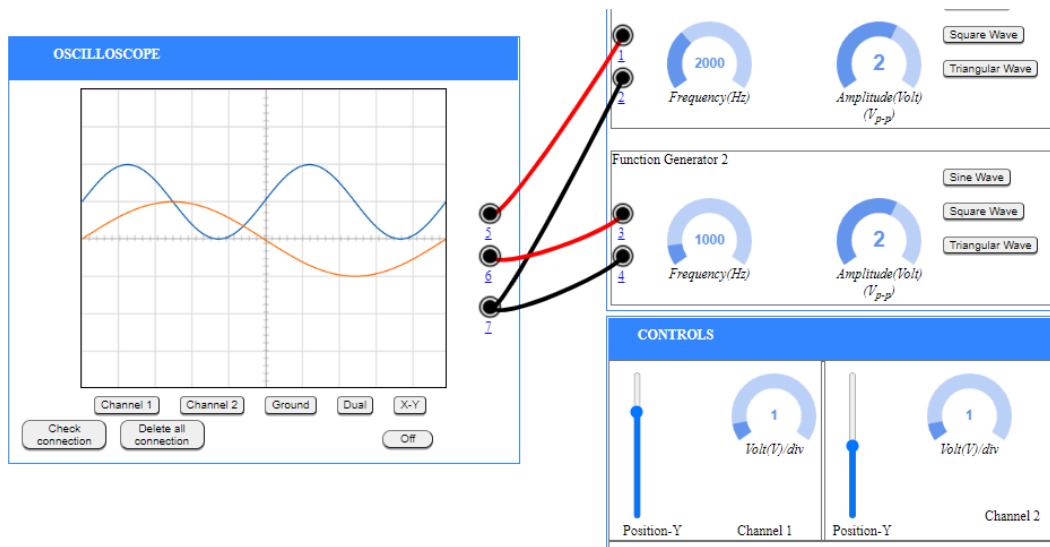 OSCILLOSCOPE
Channel 1
Channel 2
Ground
Dual
X-Y
Check
connection
Delete all
connection
Off
5
6
7
1
2
2000
Frequency(Hz)
2
Amplitude(Volt)
(Vp-p)
Square Wave
Triangular Wave
Function Generator 2
3
4
1000
Frequency(Hz)
2
Amplitude(Volt)
(Vp-p)
Sine Wave
Square Wave
Triangular Wave
CONTROLS
Position-Y
1
Volt(V)/div
Channel 1
Position-Y
1
Volt(V)/div
Channel 2